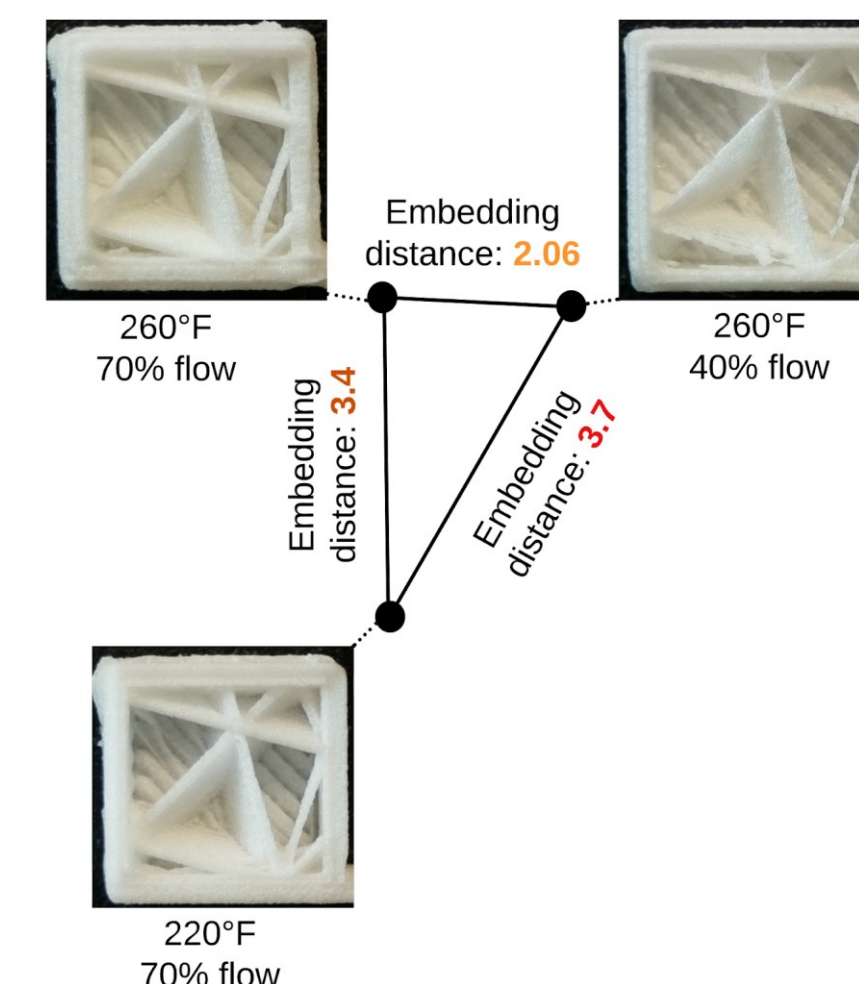 Embedding
distance: 2.06
260°F
70% flow
260°F
40% flow
Embedding
distance: 3.4
Embedding
distance: 3.7
220°F
70% flow